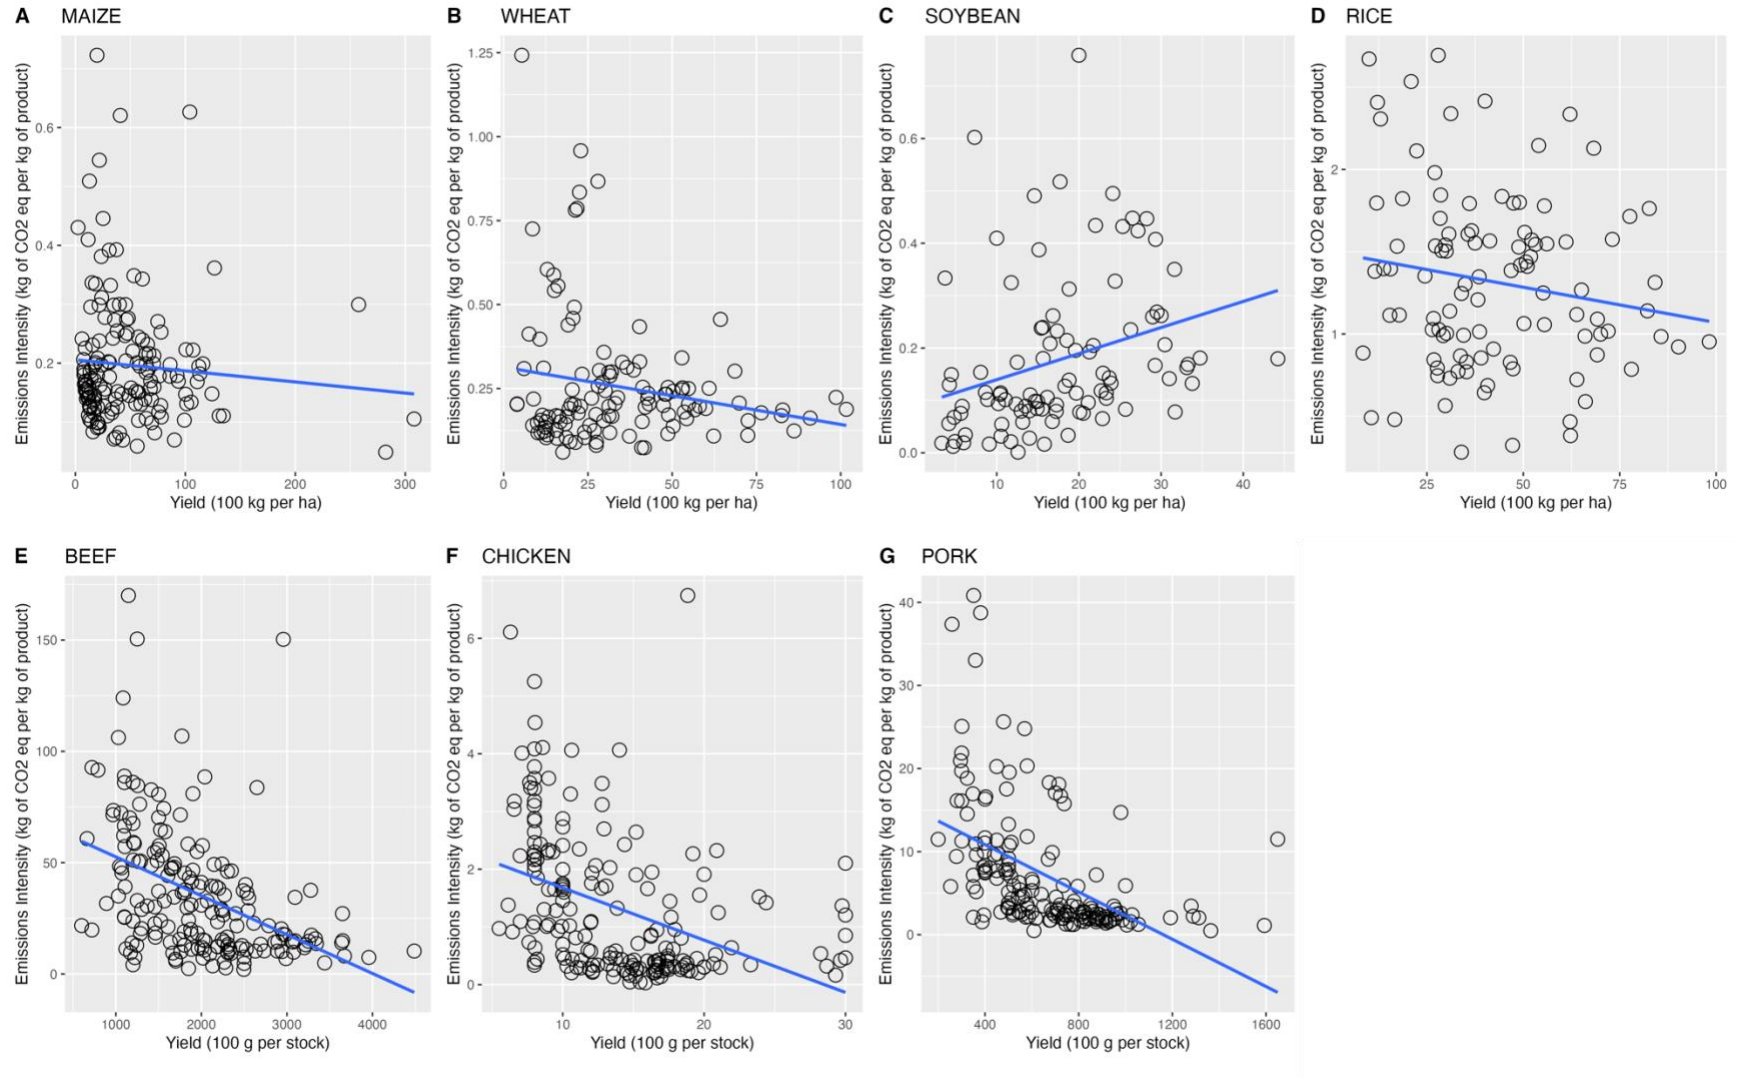 A MAIZE
Emissions Intensity (kg of CO2 eq per kg of product)
0.6
0.4
0.2
0 100 200 300
Yield (100 kg per ha)
B WHEAT
Emissions Intensity (kg of CO2 eq per kg of product)
1.25
1.00
0.75
0.50
0.25
0 25 50 75 100
Yield (100 kg per ha)
C SOYBEAN
Emissions Intensity (kg of CO2 eq per kg of product)
0.6
0.4
0.2
0.0
10 20 30 40
Yield (100 kg per ha)
D RICE
Emissions Intensity (kg of CO2 eq per kg of product)
2
1
25 50 75 100
Yield (100 kg per ha)
E BEEF
Emissions Intensity (kg of CO2 eq per kg of product)
150
100
50
0
1000 2000 3000 4000
Yield (100 g per stock)
F CHICKEN
Emissions Intensity (kg of CO2 eq per kg of product)
6
4
2
0
10 20 30
Yield (100 g per stock)
G PORK
Emissions Intensity (kg of CO2 eq per kg of product)
40
30
20
10
0
400 800 1200 1600
Yield (100 g per stock)